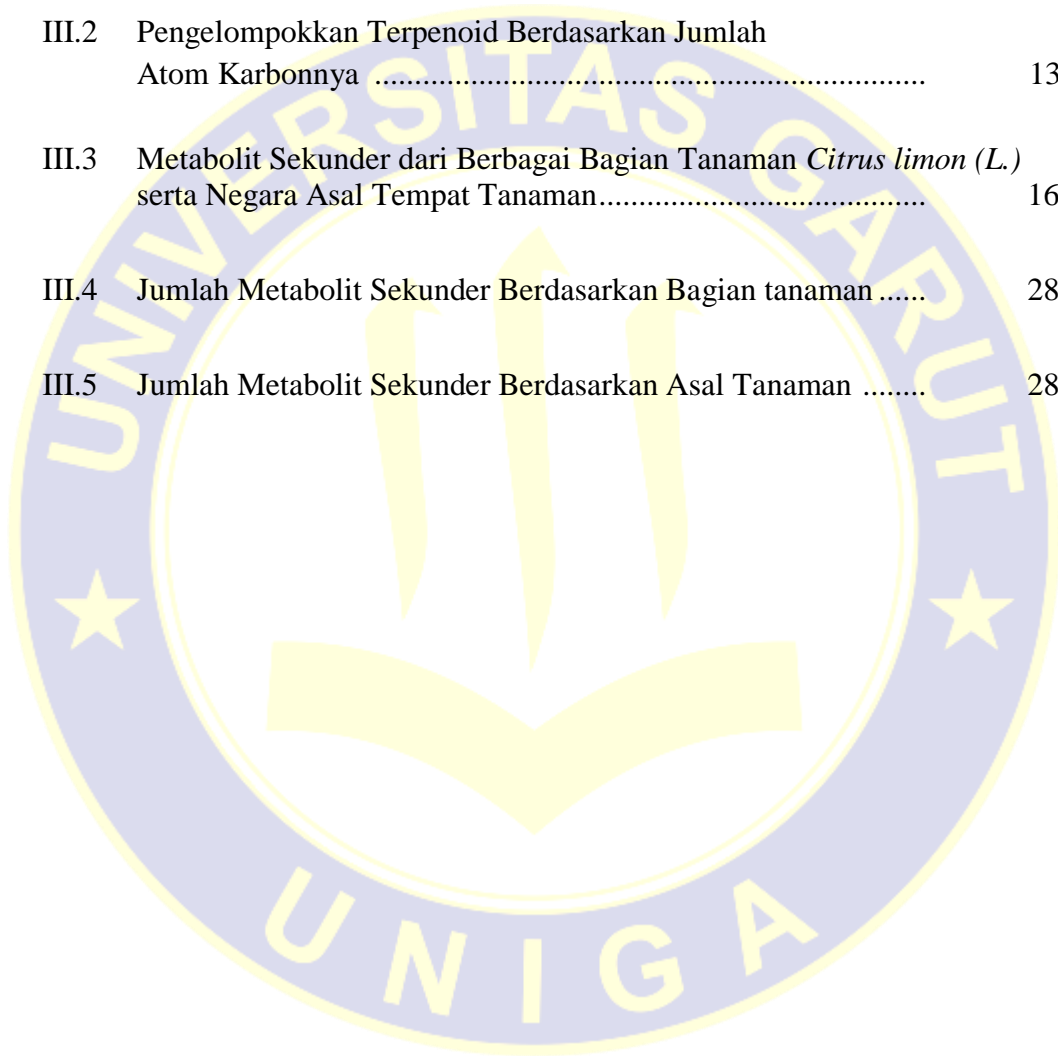 III.2 Pengelompokkan Terpenoid Berdasarkan Jumlah
Atom Karbonnya ................................................................. 13
III.3 Metabolit Sekunder dari Berbagai Bagian Tanaman Citrus limon (L.)
serta Negara Asal Tempat Tanaman....................................... 16
III.4 Jumlah Metabolit Sekunder Berdasarkan Bagian tanaman ...... 28
III.5 Jumlah Metabolit Sekunder Berdasarkan Asal Tanaman ........ 28
UNIVERSITAS GARUT
UNIGA